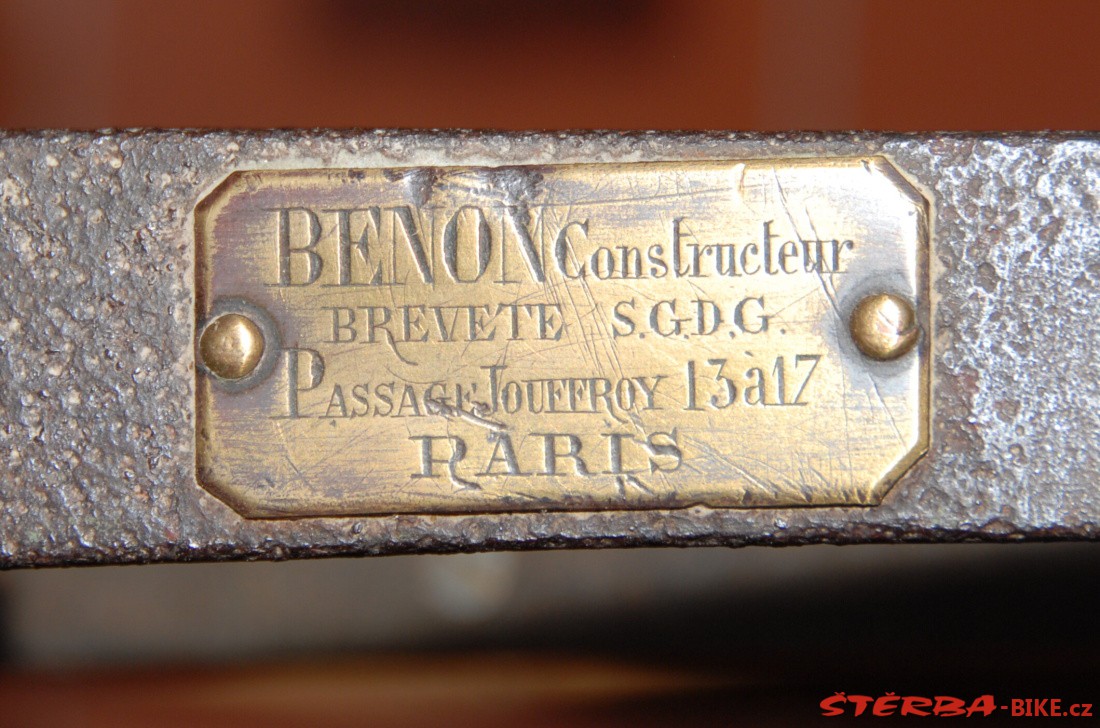 BENON Constructeur
BREVETE S.G.D.G.
PASSAGE JOUFFROY 13 à 17
PARIS
ŠTĚRBA-BIKE.cz